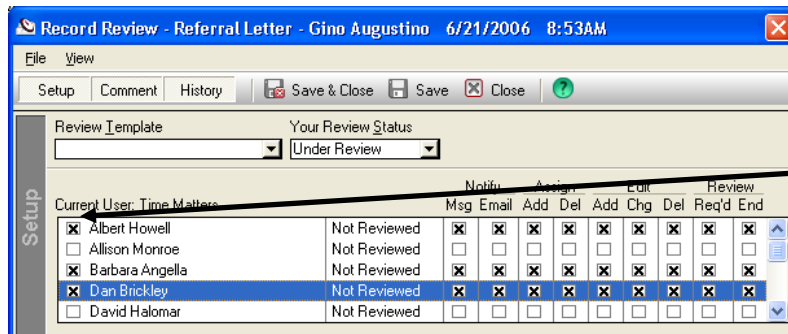 Record Review - Referral Letter - Gino Augustino 6/21/2006 8:53AM
File View
Setup Comment History Save & Close Save Close ?
Review Template Your Review Status
Under Review
Setup
Notify Assign Edit Review
Current User: Time Matters Msg Email Add Del Add Chg Del Req'd End
Albert Howell Not Reviewed
Allison Monroe Not Reviewed
Barbara Angella Not Reviewed
Dan Brickley Not Reviewed
David Halomar Not Reviewed